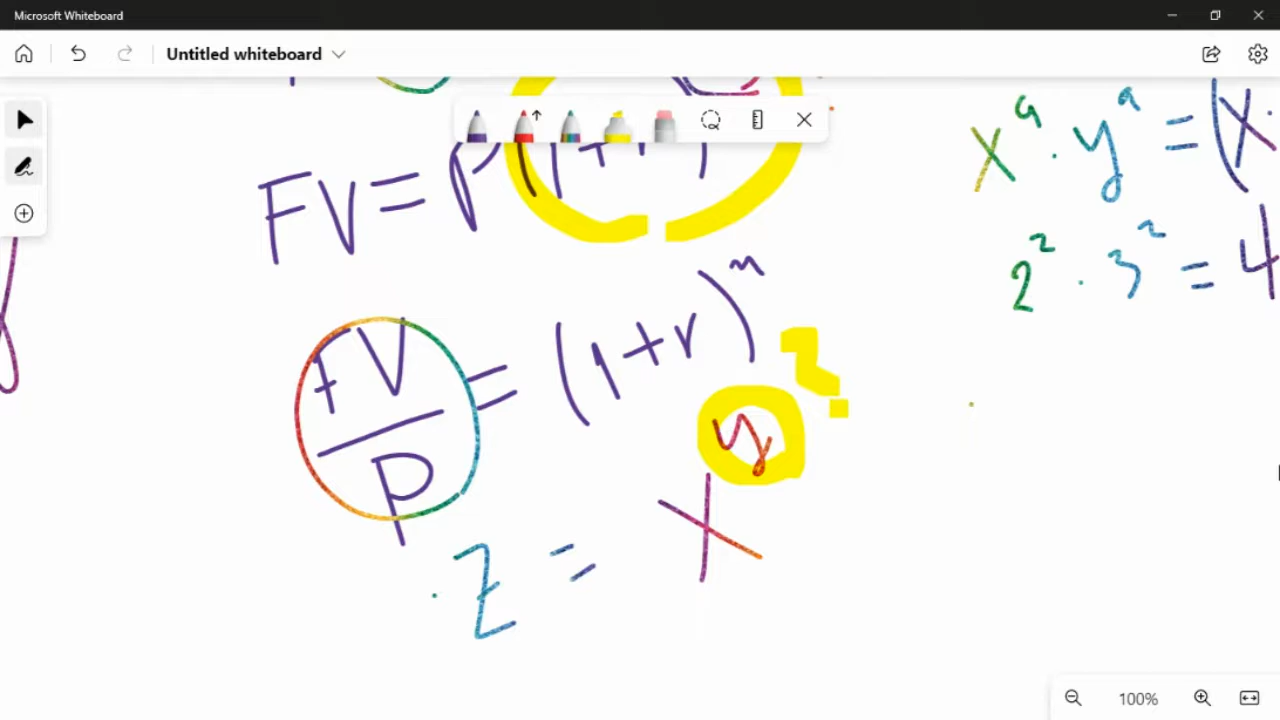 Microsoft Whiteboard
Untitled whiteboard
FV = P(1+r)
x^a · y^a = (x·
2^2 · 3^2 = 4
FV/P = (1+r)^n
?
z = x^y
100%